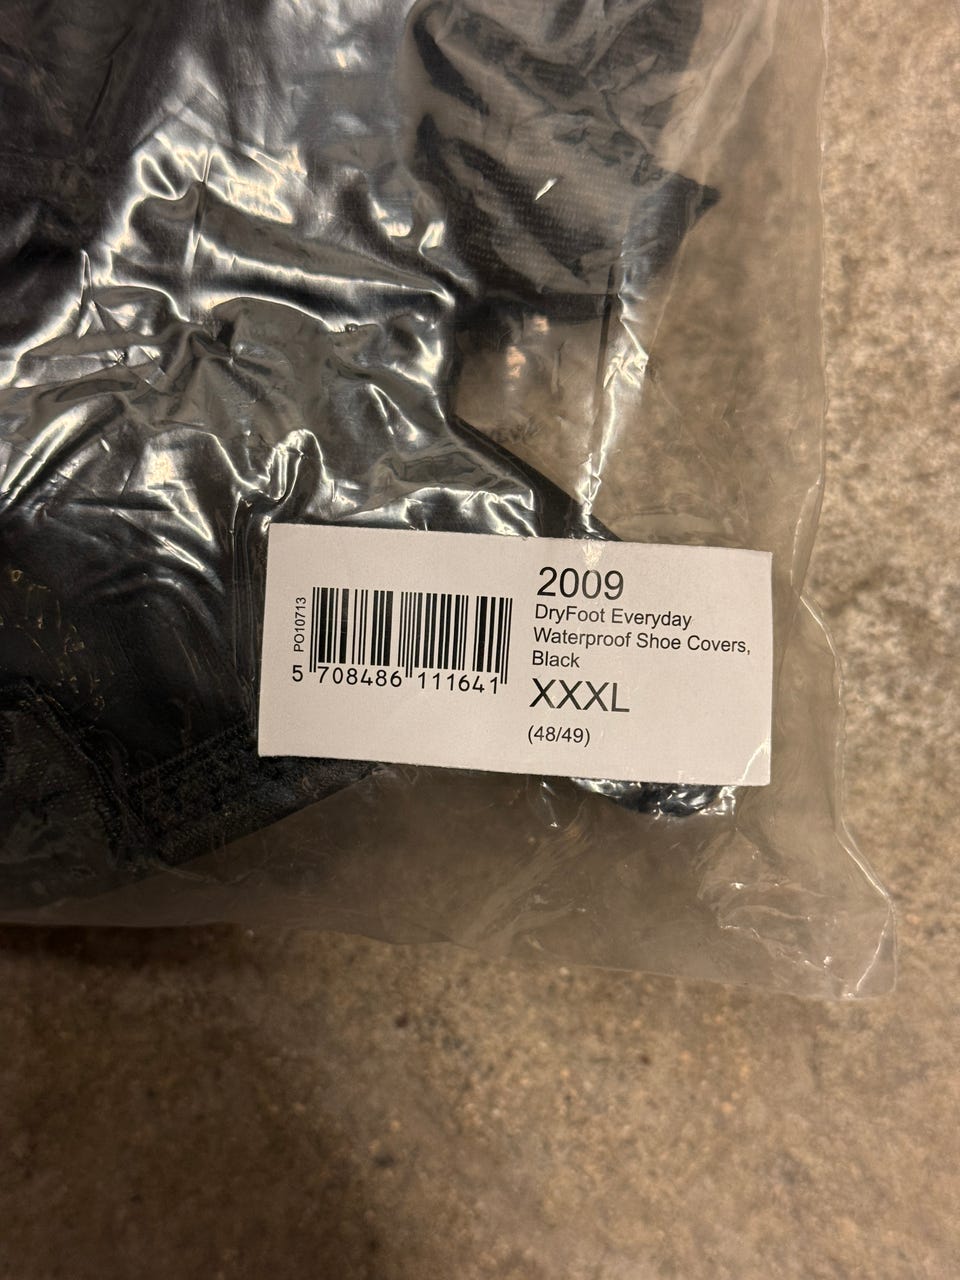 PO10713
5 708486 111641
2009
DryFoot Everyday
Waterproof Shoe Covers,
Black
XXXL
(48/49)